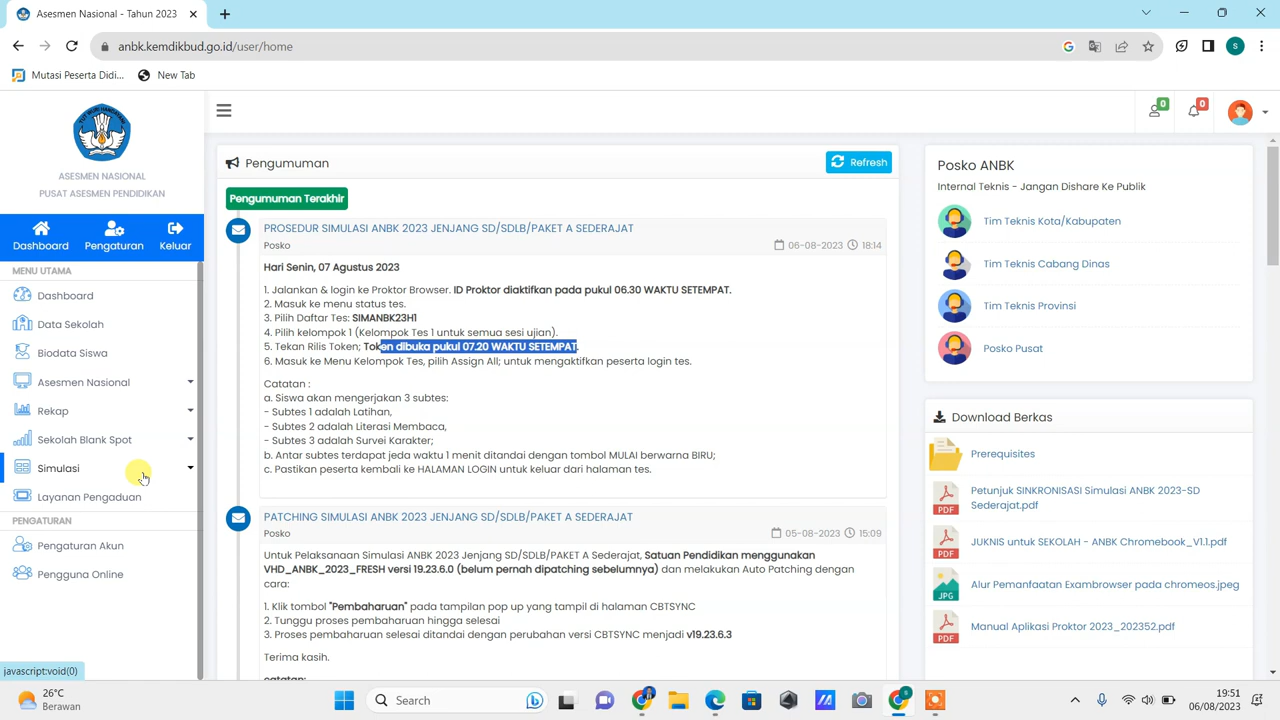 Asesmen Nasional - Tahun 2023
anbk.kemdikbud.go.id/user/home
S
Mutasi Peserta Didi...
New Tab
ASESMEN NASIONAL
PUSAT ASESMEN PENDIDIKAN
Dashboard
Pengaturan
Keluar
MENU UTAMA
Dashboard
Data Sekolah
Biodata Siswa
Asesmen Nasional
Rekap
Sekolah Blank Spot
Simulasi
Layanan Pengaduan
PENGATURAN
Pengaturan Akun
Pengguna Online
javascript:void(0)
0
0
Pengumuman
Refresh
Pengumuman Terakhir
PROSEDUR SIMULASI ANBK 2023 JENJANG SD/SDLB/PAKET A SEDERAJAT
Posko
06-08-2023 18:14
Hari Senin, 07 Agustus 2023
1. Jalankan & login ke Proktor Browser. ID Proktor diaktifkan pada pukul 06.30 WAKTU SETEMPAT.
2. Masuk ke menu status tes.
3. Pilih Daftar Tes: SIMANBK23H1
4. Pilih kelompok 1 (Kelompok Tes 1 untuk semua sesi ujian).
5. Tekan Rilis Token; Token dibuka pukul 07.20 WAKTU SETEMPAT.
6. Masuk ke Menu Kelompok Tes, pilih Assign All; untuk mengaktifkan peserta login tes.
Catatan :
a. Siswa akan mengerjakan 3 subtes:
- Subtes 1 adalah Latihan,
- Subtes 2 adalah Literasi Membaca,
- Subtes 3 adalah Survei Karakter;
b. Antar subtes terdapat jeda waktu 1 menit ditandai dengan tombol MULAI berwarna BIRU;
c. Pastikan peserta kembali ke HALAMAN LOGIN untuk keluar dari halaman tes.
PATCHING SIMULASI ANBK 2023 JENJANG SD/SDLB/PAKET A SEDERAJAT
Posko
05-08-2023 15:09
Untuk Pelaksanaan Simulasi ANBK 2023 Jenjang SD/SDLB/PAKET A Sederajat, Satuan Pendidikan menggunakan
VHD_ANBK_2023_FRESH versi 19.23.6.0 (belum pernah dipatching sebelumnya) dan melakukan Auto Patching dengan
cara:
1. Klik tombol "Pembaharuan" pada tampilan pop up yang tampil di halaman CBTSYNC
2. Tunggu proses pembaharuan hingga selesai
3. Proses pembaharuan selesai ditandai dengan perubahan versi CBTSYNC menjadi v19.23.6.3
Terima kasih.
catatan:
Posko ANBK
Internal Teknis - Jangan Dishare Ke Publik
Tim Teknis Kota/Kabupaten
Tim Teknis Cabang Dinas
Tim Teknis Provinsi
Posko Pusat
Download Berkas
Prerequisites
PDF
Petunjuk SINKRONISASI Simulasi ANBK 2023-SD
Sederajat.pdf
PDF
JUKNIS untuk SEKOLAH - ANBK Chromebook_V1.1.pdf
JPG
Alur Pemanfaatan Exambrowser pada chromeos.jpeg
PDF
Manual Aplikasi Proktor 2023_202352.pdf
26°C
Berawan
Search
19:51
06/08/2023